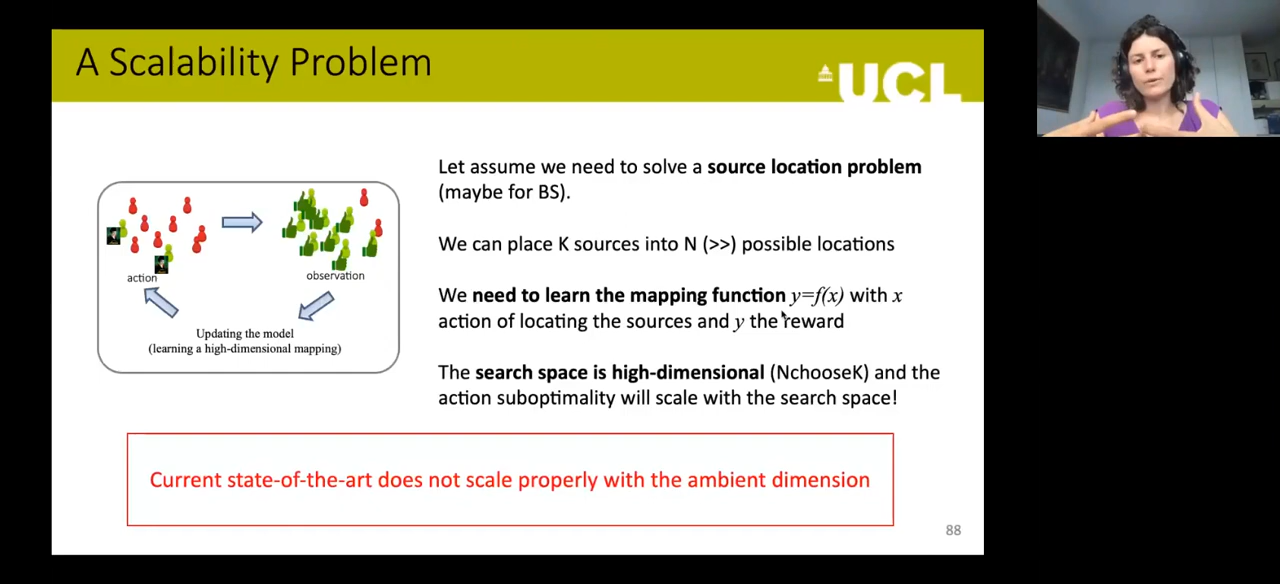 A Scalability Problem
UCL
Let assume we need to solve a source location problem
(maybe for BS).
We can place K sources into N (>>) possible locations
action
observation
Updating the model
(learning a high-dimensional mapping)
We need to learn the mapping function y=f(x) with x
action of locating the sources and y the reward
The search space is high-dimensional (NchooseK) and the
action suboptimality will scale with the search space!
Current state-of-the-art does not scale properly with the ambient dimension
88